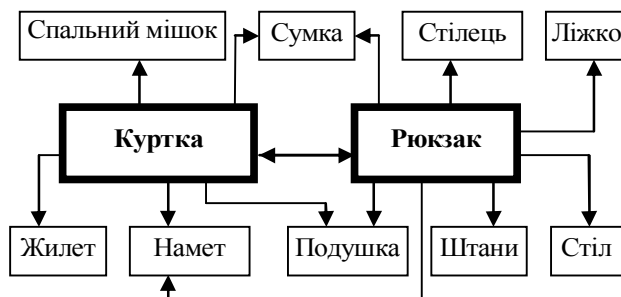 Спальний мішок
Сумка
Стілець
Ліжко
Куртка
Рюкзак
Жилет
Намет
Подушка
Штани
Стіл